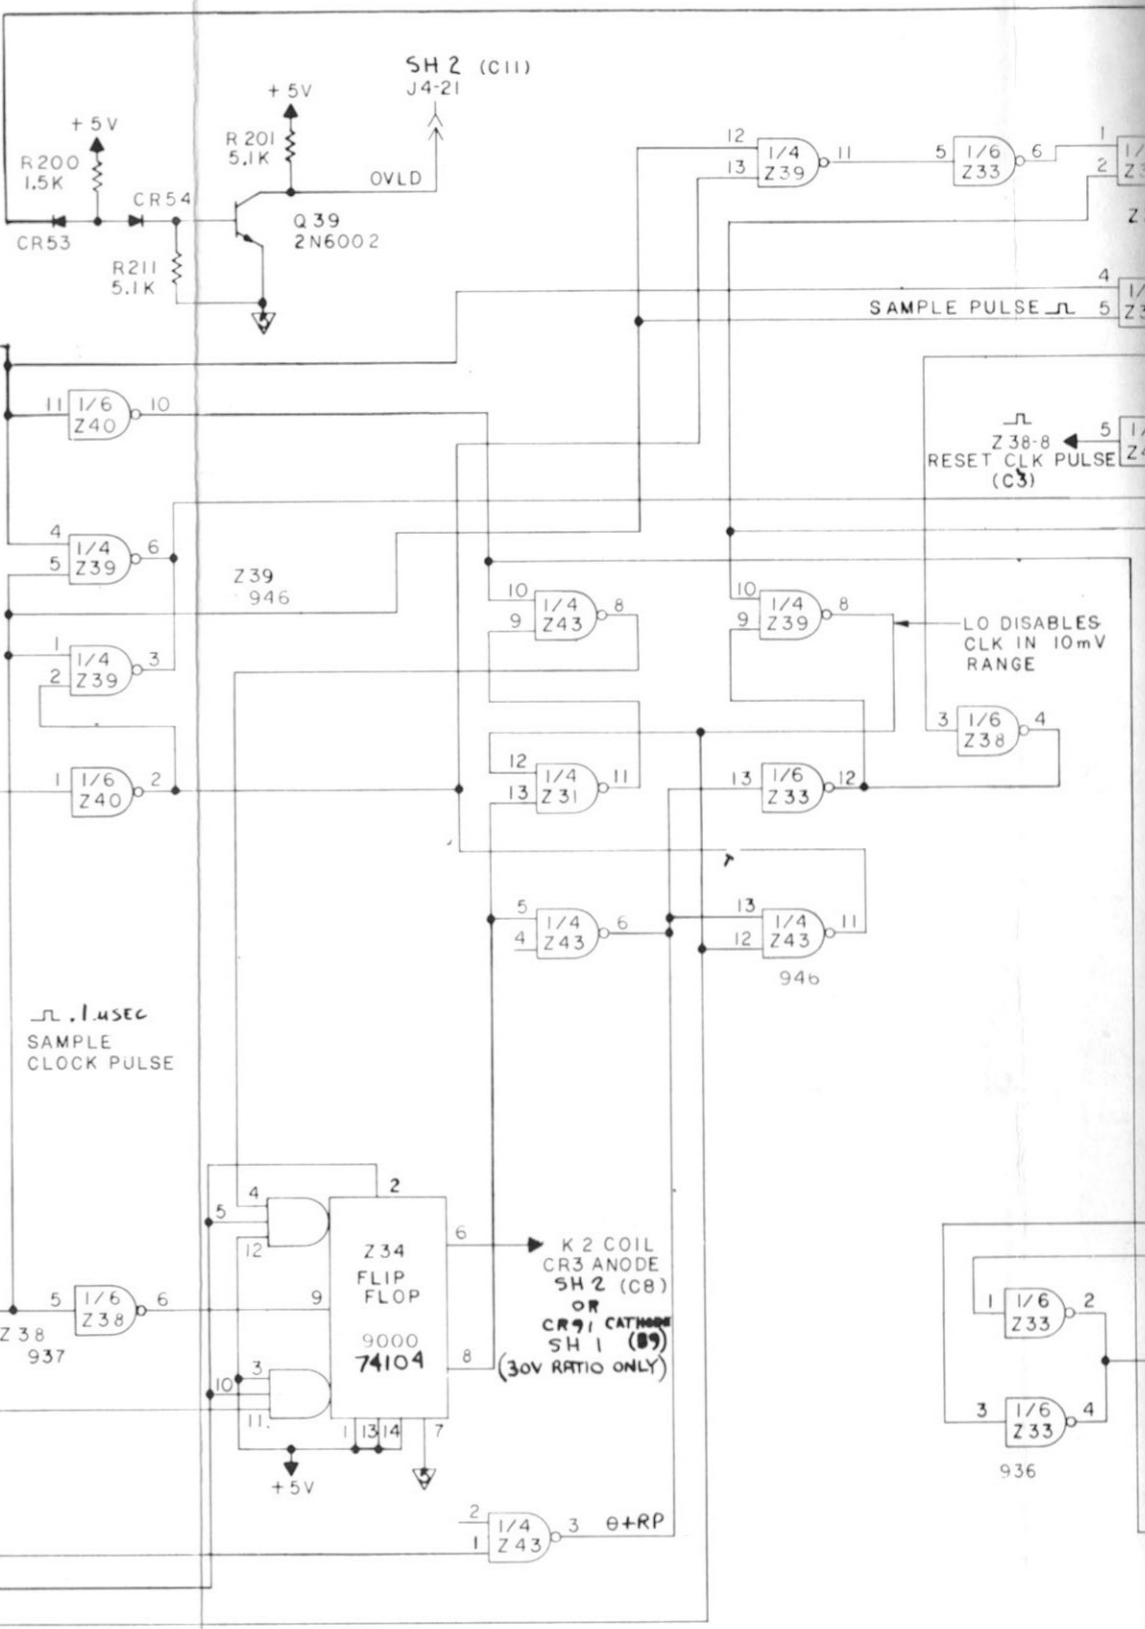 SH 2 (C11)
J4-21
+5V
+5V
R201
5.1K
R200
1.5K
OVLD
CR54
CR53
Q39
2N6002
R211
5.1K
12
13
1/4
Z39
11
5
1/6
Z33
6
1
2
4
SAMPLE PULSE
5
11
1/6
Z40
10
Z38-8
5
RESET CLK PULSE
(C3)
4
5
1/4
Z39
6
Z39
946
1
2
1/4
Z39
3
10
9
1/4
Z43
8
10
9
1/4
Z39
8
LO DISABLES
CLK IN 10mV
RANGE
3
1/6
Z38
4
1
1/6
Z40
2
12
13
1/4
Z31
11
13
1/6
Z33
12
5
4
1/4
Z43
6
13
12
1/4
Z43
11
946
.1 uSEC
SAMPLE
CLOCK PULSE
4
5
12
2
Z34
FLIP
FLOP
9000
74104
6
9
8
3
10
11
1
13
14
7
+5V
K2 COIL
CR3 ANODE
SH 2 (C8)
OR
CR91 CATHODE
SH 1 (B9)
(30V RATIO ONLY)
5
1/6
Z38
6
Z38
937
1
1/6
Z33
2
3
1/6
Z33
4
936
2
1
1/4
Z43
3
θ+RP